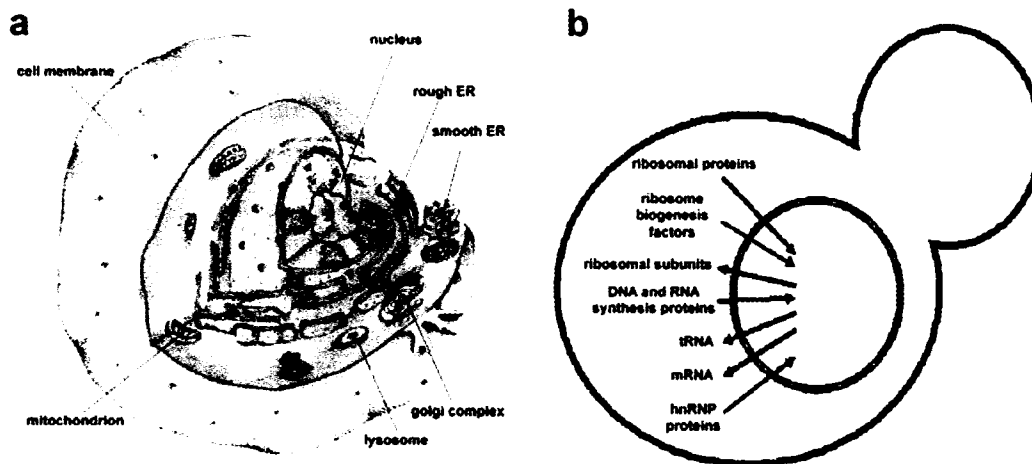 a
nucleus
cell membrane
rough ER
smooth ER
mitochondrion
golgi complex
lysosome
b
ribosomal proteins
ribosome
biogenesis
factors
ribosomal subunits
DNA and RNA
synthesis proteins
tRNA
mRNA
hnRNP
proteins